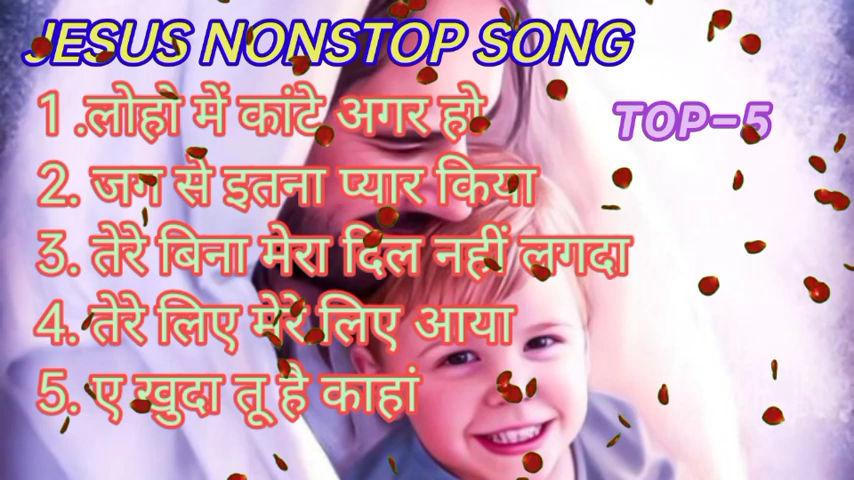 JESUS NONSTOP SONG
TOP-5
1 .लोहो में कांटे अगर हो
2. जग से इतना प्यार किया
3. तेरे बिना मेरा दिल नहीं लगदा
4. तेरे लिए मेरे लिए आया
5. ए खुदा तू है काहां